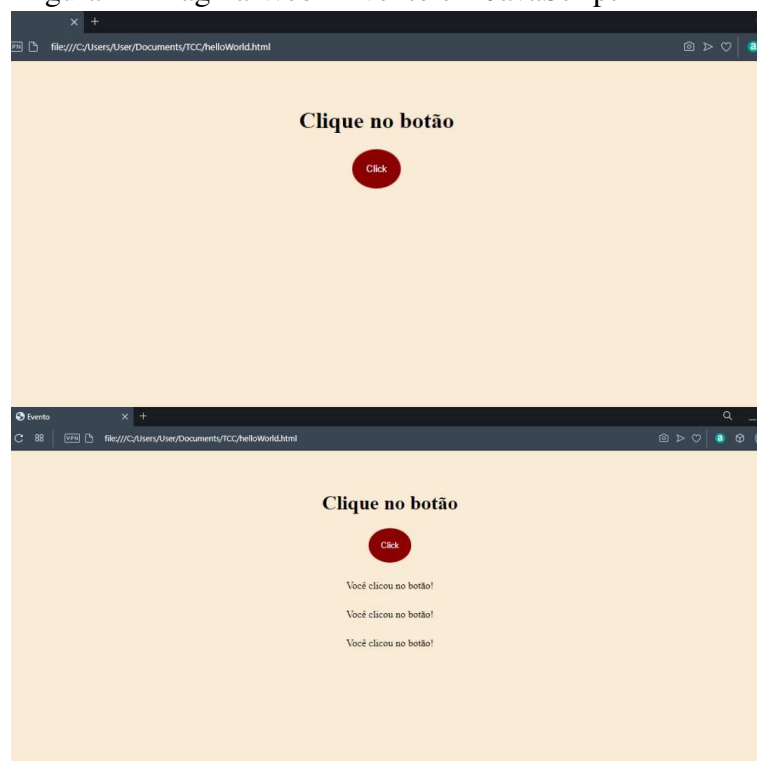 file:///C:/Users/User/Documents/TCC/helloWorld.html
Clique no botão
Click
Evento
VPN
file:///C:/Users/User/Documents/TCC/helloWorld.html
Clique no botão
Click
Você clicou no botão!
Você clicou no botão!
Você clicou no botão!